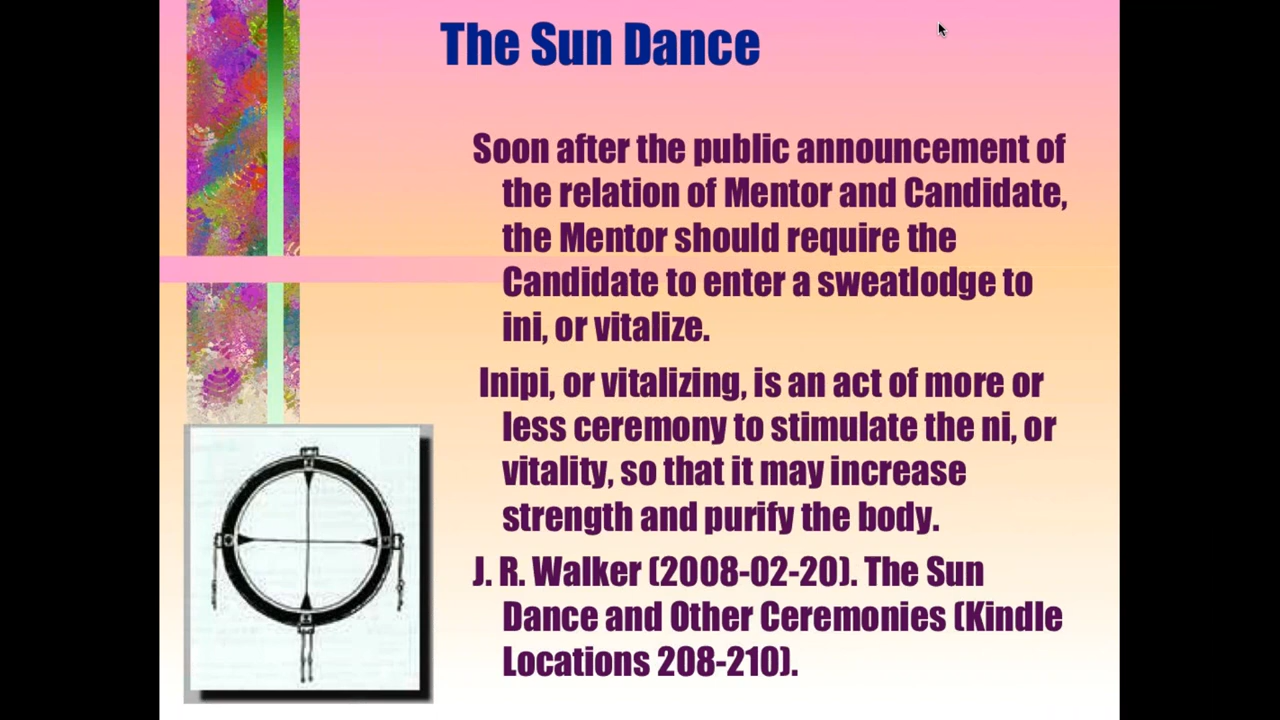 The Sun Dance
Soon after the public announcement of
the relation of Mentor and Candidate,
the Mentor should require the
Candidate to enter a sweatlodge to
ini, or vitalize.
Inipi, or vitalizing, is an act of more or
less ceremony to stimulate the ni, or
vitality, so that it may increase
strength and purify the body.
J. R. Walker (2008-02-20). The Sun
Dance and Other Ceremonies (Kindle
Locations 208-210).